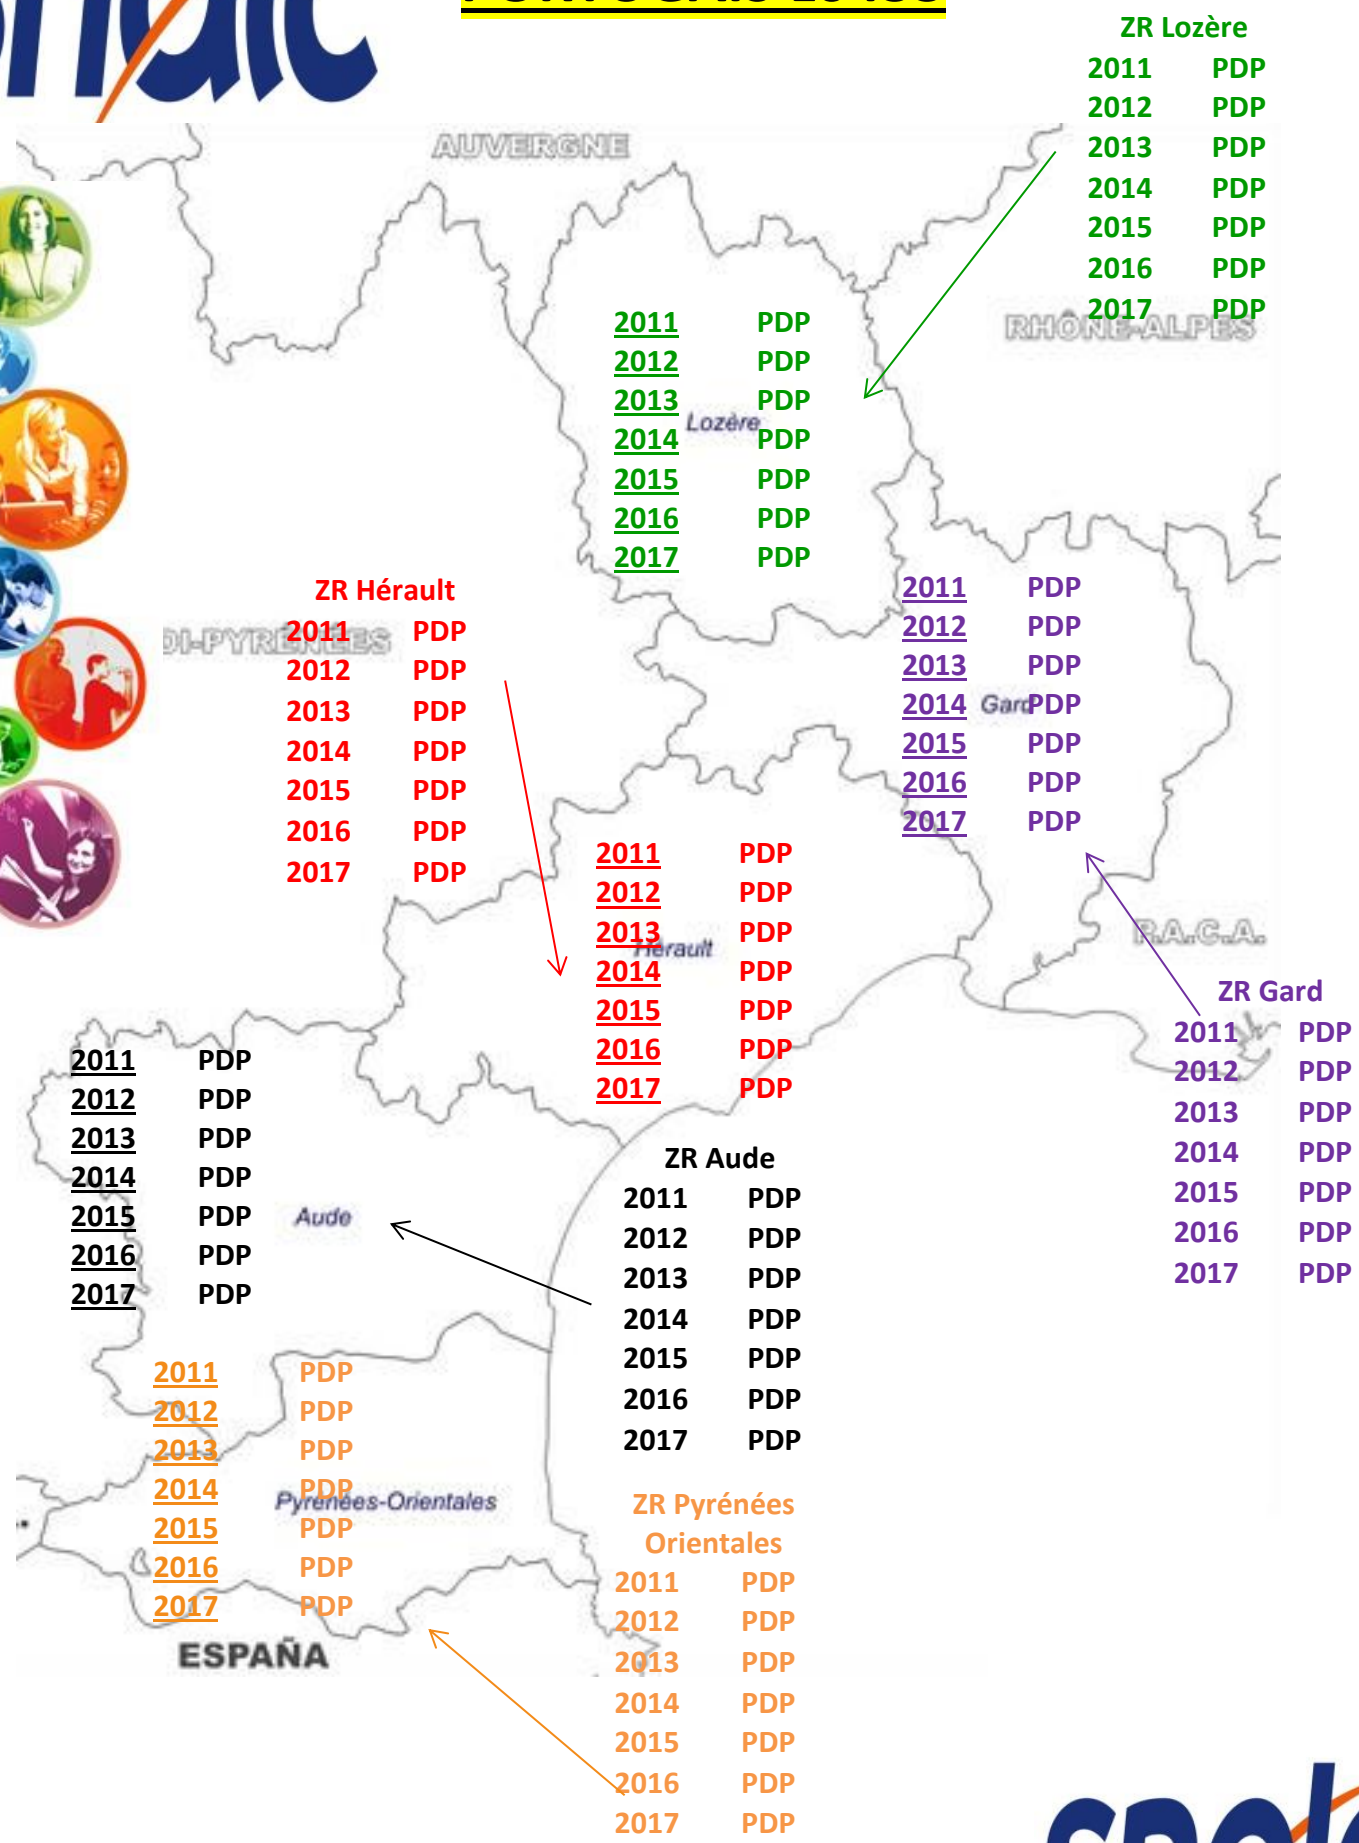 ZR Lozère
2011 PDP
2012 PDP
2013 PDP
2014 PDP
2015 PDP
2016 PDP
2017 PDP
AUVERGNE
RHÔNE-ALPES
2011 PDP
2012 PDP
2013 PDP
Lozère
2014 PDP
2015 PDP
2016 PDP
2017 PDP
ZR Hérault
2011 PDP
2012 PDP
2013 PDP
2014 PDP
2015 PDP
2016 PDP
2017 PDP
DI-PYRÉNÉES
2011 PDP
2012 PDP
2013 PDP
2014 Gard PDP
2015 PDP
2016 PDP
2017 PDP
2011 PDP
2012 PDP
2013 PDP
Hérault
2014 PDP
2015 PDP
2016 PDP
2017 PDP
R.A.C.A.
ZR Gard
2011 PDP
2012 PDP
2013 PDP
2014 PDP
2015 PDP
2016 PDP
2017 PDP
2011 PDP
2012 PDP
2013 PDP
2014 PDP
2015 PDP
2016 PDP
2017 PDP
Aude
ZR Aude
2011 PDP
2012 PDP
2013 PDP
2014 PDP
2015 PDP
2016 PDP
2017 PDP
2011 PDP
2012 PDP
2013 PDP
2014 PDP
Pyrénées-Orientales
2015 PDP
2016 PDP
2017 PDP
ESPAÑA
ZR Pyrénées
Orientales
2011 PDP
2012 PDP
2013 PDP
2014 PDP
2015 PDP
2016 PDP
2017 PDP